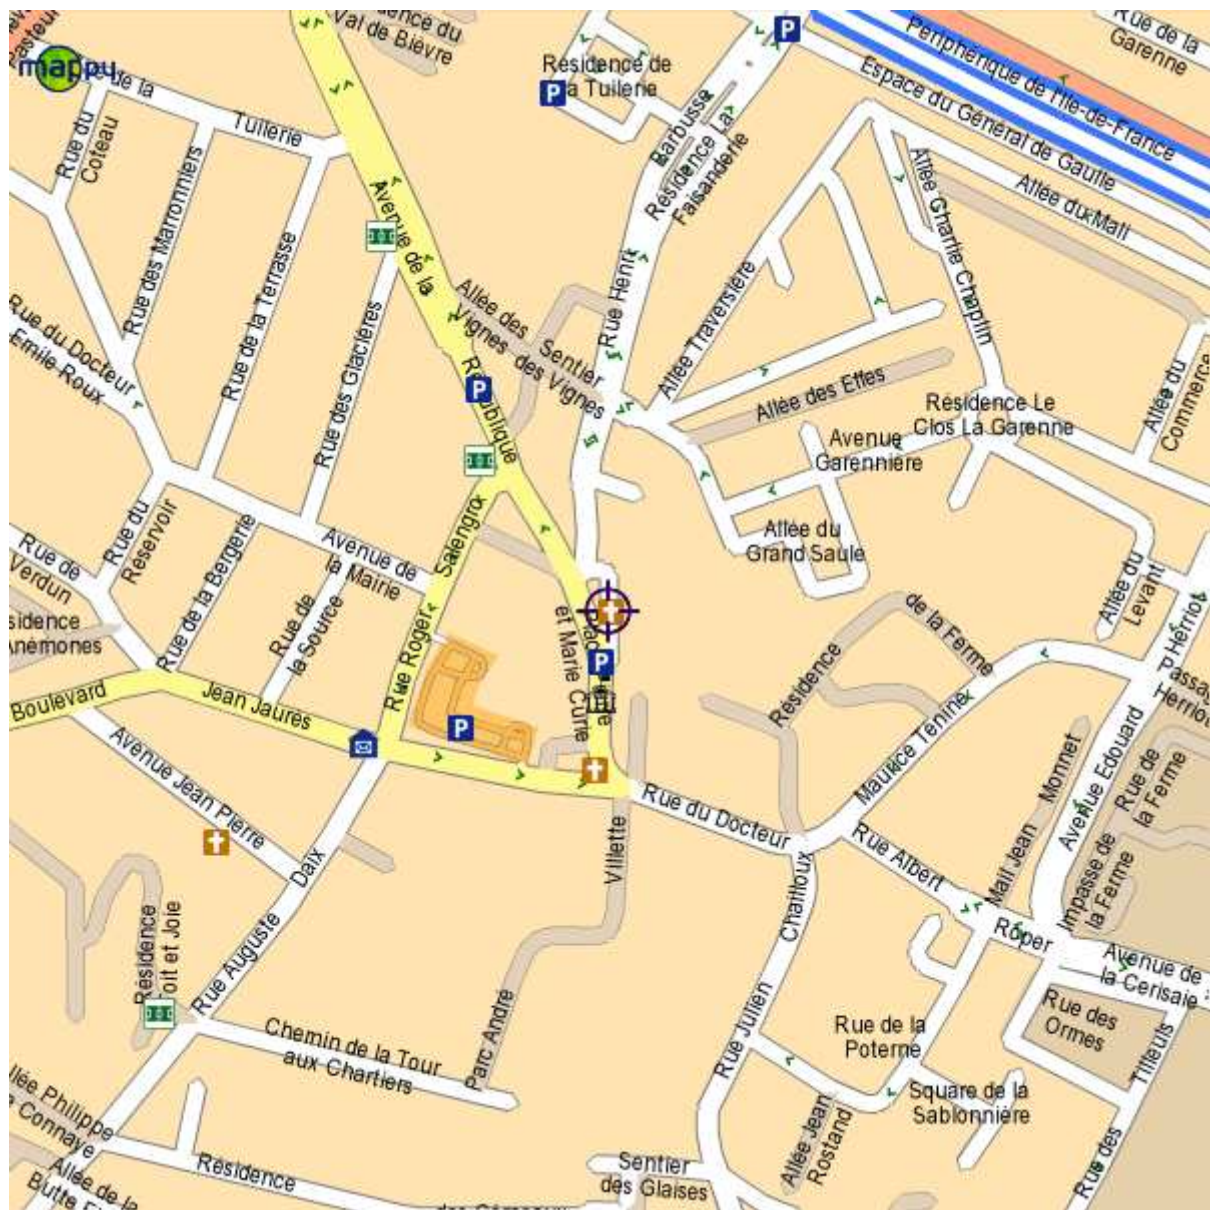 mappy
de la
Tuilerie
Rue du
Coteau
Rue des Marronniers
Rue de la Terrasse
Rue des Glacières
Rue du Docteur
Emile Roux
Val de Bièvre
Avenue de la
République
Résidence de
la Tuilerie
P
P
P
P
P
Barbusse
Rue Henri
Résidence La
Faisanderie
Périphérique de l'Ile-de-France
Rue de la
Garenne
Espace du Général de Gaulle
Allée du Mail
Allée Charlie Chaplin
Allée Traversière
Allée des
Vignes
Sentier
des Vignes
Allée des Effes
Résidence Le
Clos La Garenne
Avenue
Garennière
Allée du
Grand Saule
Allée du
Commerce
Allée du
Levant
Rue du
Reservoir
Rue de
Verdun
Rue de la Bergerie
Avenue de
la Mairie
Rue de
la Source
Rue Roger
Salengro
et Marie Curie
Boulevard
Jean Jaurès
Avenue Jean Pierre
Rue Auguste
Daix
Résidence
de la Ferme
Maurice Ténine
Rue du Docteur
Villette
Parc André
Rue Julien
Chailloux
Rue Albert
Roper
Mail Jean
Monnet
Avenue Edouard
Herriot
Rue de
la Ferme
Impasse de
la Ferme
Avenue de
la Cerisaie
Rue des
Ormes
Rue des
Tilleuls
Rue de la
Poterne
Square de la
Sablonnière
Allée Jean
Rostand
Sentier
des Glaises
Chemin de la Tour
aux Chartiers
Résidence
Toit et Joie
Philippe
Connaye
Allée de la
Butte
Résidence